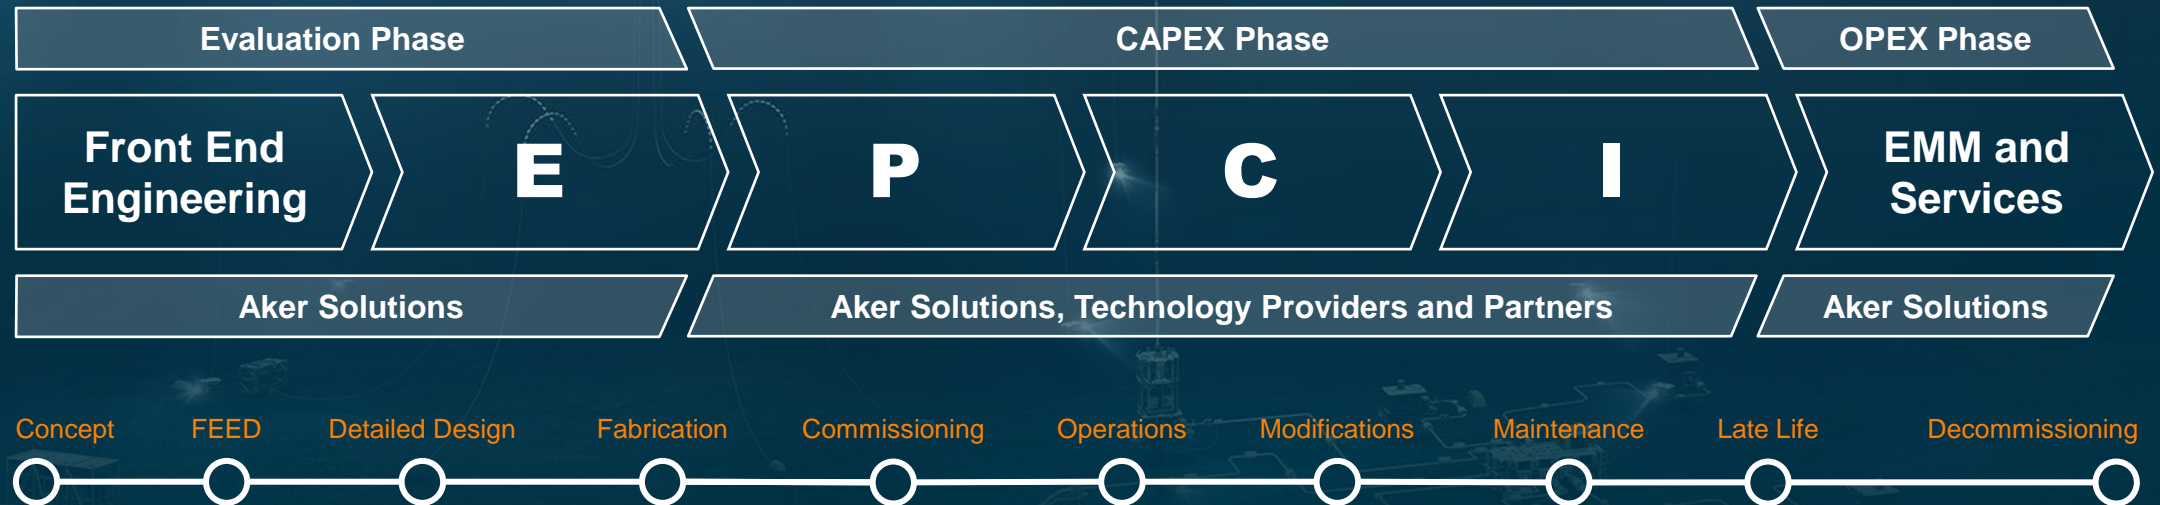 Evaluation Phase
CAPEX Phase
OPEX Phase
Front End
Engineering
E
P
C
I
EMM and
Services
Aker Solutions
Aker Solutions, Technology Providers and Partners
Aker Solutions
Concept
FEED
Detailed Design
Fabrication
Commissioning
Operations
Modifications
Maintenance
Late Life
Decommissioning